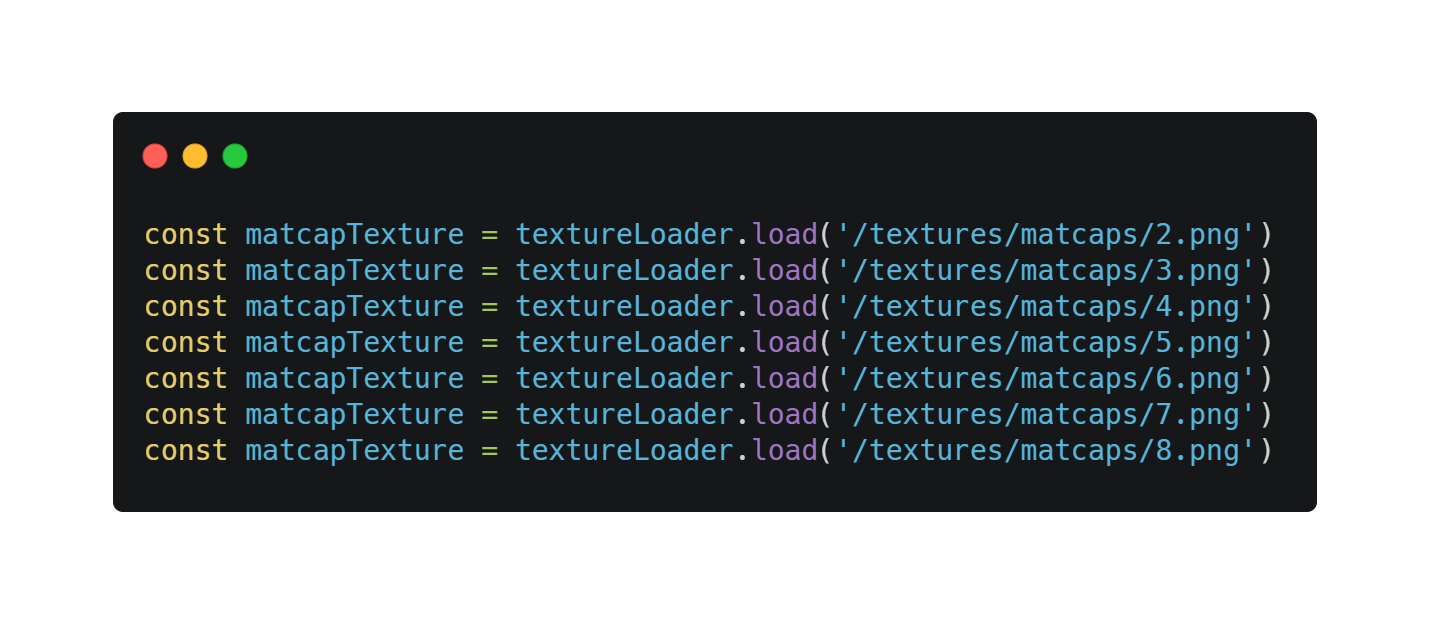 const matcapTexture = textureLoader.load('/textures/matcaps/2.png')
const matcapTexture = textureLoader.load('/textures/matcaps/3.png')
const matcapTexture = textureLoader.load('/textures/matcaps/4.png')
const matcapTexture = textureLoader.load('/textures/matcaps/5.png')
const matcapTexture = textureLoader.load('/textures/matcaps/6.png')
const matcapTexture = textureLoader.load('/textures/matcaps/7.png')
const matcapTexture = textureLoader.load('/textures/matcaps/8.png')